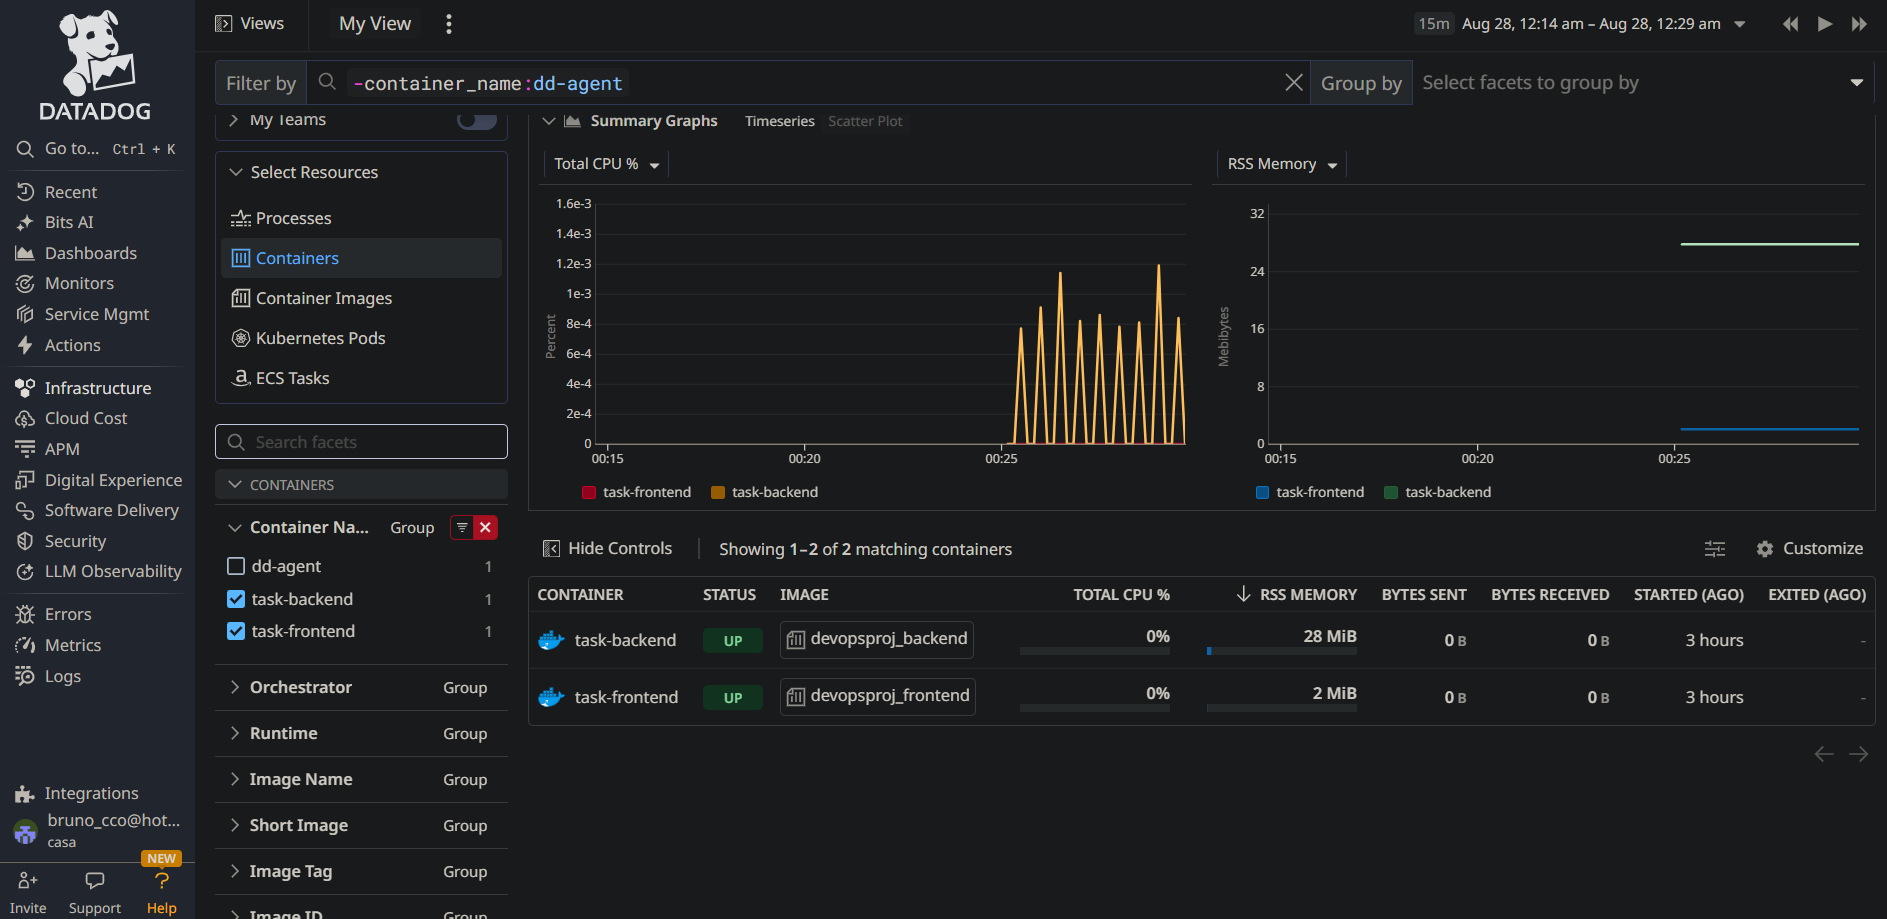 DATADOG
Go to... Ctrl + K
Recent
Bits AI
Dashboards
Monitors
Service Mgmt
Actions
Infrastructure
Cloud Cost
APM
Digital Experience
Software Delivery
Security
LLM Observability
Errors
Metrics
Logs
Integrations
bruno_cco@hot...
casa
NEW
Invite
Support
Help
Views
My View
15m Aug 28, 12:14 am – Aug 28, 12:29 am
Filter by
-container_name:dd-agent
Group by
Select facets to group by
My Teams
Select Resources
Processes
Containers
Container Images
Kubernetes Pods
ECS Tasks
Search facets
CONTAINERS
Container Na... Group
dd-agent 1
task-backend 1
task-frontend 1
Orchestrator Group
Runtime Group
Image Name Group
Short Image Group
Image Tag Group
Image ID Group
Summary Graphs Timeseries Scatter Plot
Total CPU %
1.6e-3
1.4e-3
1.2e-3
1e-3
8e-4
6e-4
4e-4
2e-4
0
Percent
00:15 00:20 00:25
task-frontend task-backend
RSS Memory
32
24
16
8
0
Mebibytes
00:15 00:20 00:25
task-frontend task-backend
Hide Controls
Showing 1–2 of 2 matching containers
Customize
CONTAINER STATUS IMAGE TOTAL CPU % RSS MEMORY BYTES SENT BYTES RECEIVED STARTED (AGO) EXITED (AGO)
task-backend UP devopsproj_backend 0% 28 MiB 0 B 0 B 3 hours -
task-frontend UP devopsproj_frontend 0% 2 MiB 0 B 0 B 3 hours -